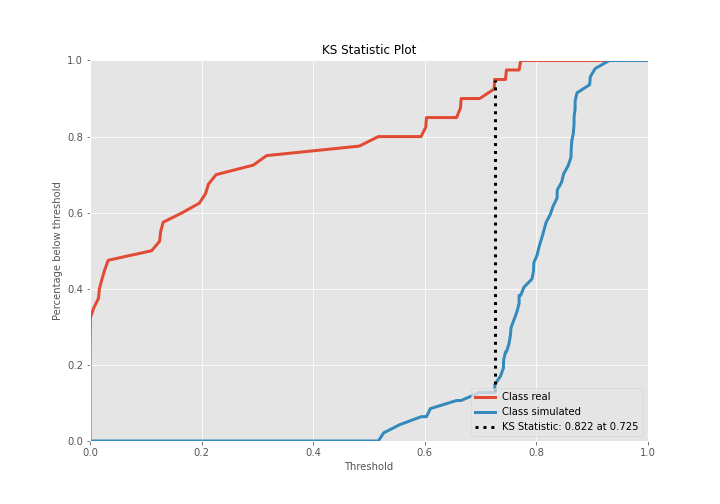 KS Statistic Plot
1.0
0.8
0.6
0.4
0.2
0.0
Percentage below threshold
Class real
Class simulated
KS Statistic: 0.822 at 0.725
0.0 0.2 0.4 0.6 0.8 1.0
Threshold